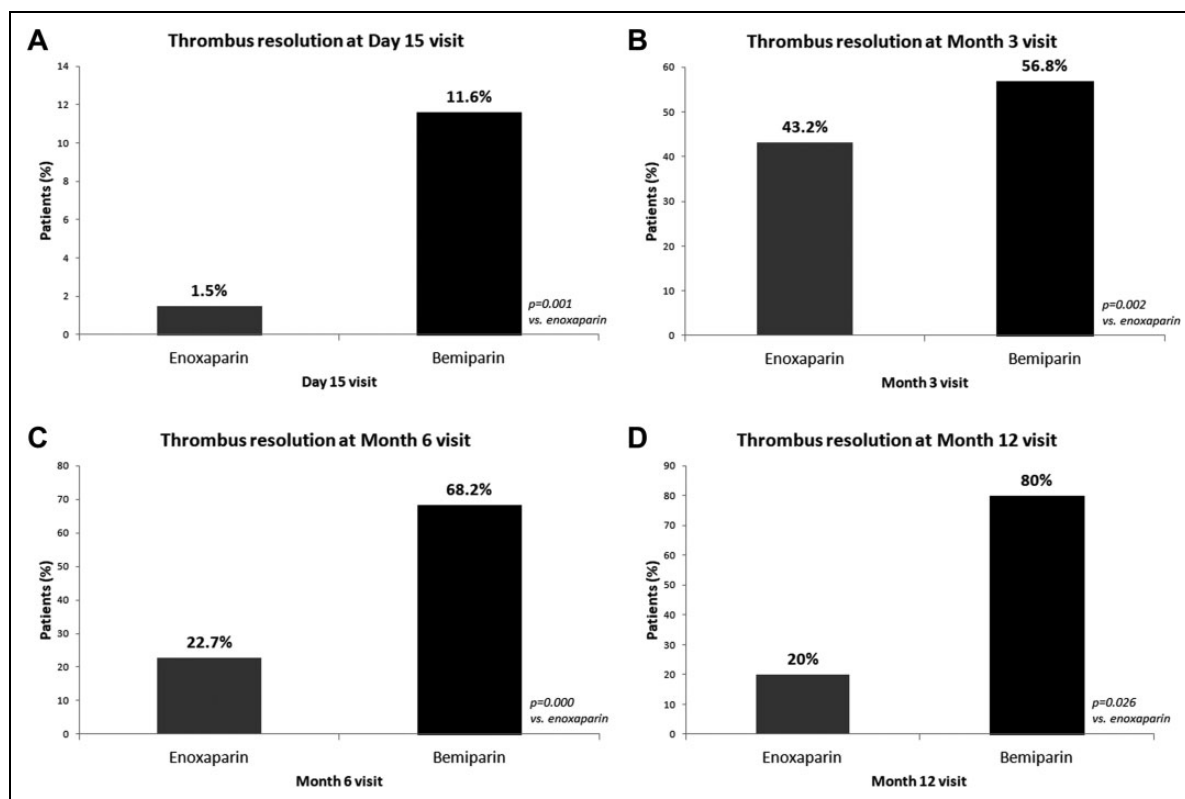 A
Thrombus resolution at Day 15 visit
14
12
10
8
6
4
2
0
Patients (%)
1.5%
11.6%
p=0.001
vs. enoxaparin
Enoxaparin
Bemiparin
Day 15 visit
B
Thrombus resolution at Month 3 visit
60
50
40
30
20
10
0
Patients (%)
43.2%
56.8%
p=0.002
vs. enoxaparin
Enoxaparin
Bemiparin
Month 3 visit
C
Thrombus resolution at Month 6 visit
80
70
60
50
40
30
20
10
0
Patients (%)
22.7%
68.2%
p=0.000
vs. enoxaparin
Enoxaparin
Bemiparin
Month 6 visit
D
Thrombus resolution at Month 12 visit
90
80
70
60
50
40
30
20
10
0
Patients (%)
20%
80%
p=0.026
vs. enoxaparin
Enoxaparin
Bemiparin
Month 12 visit